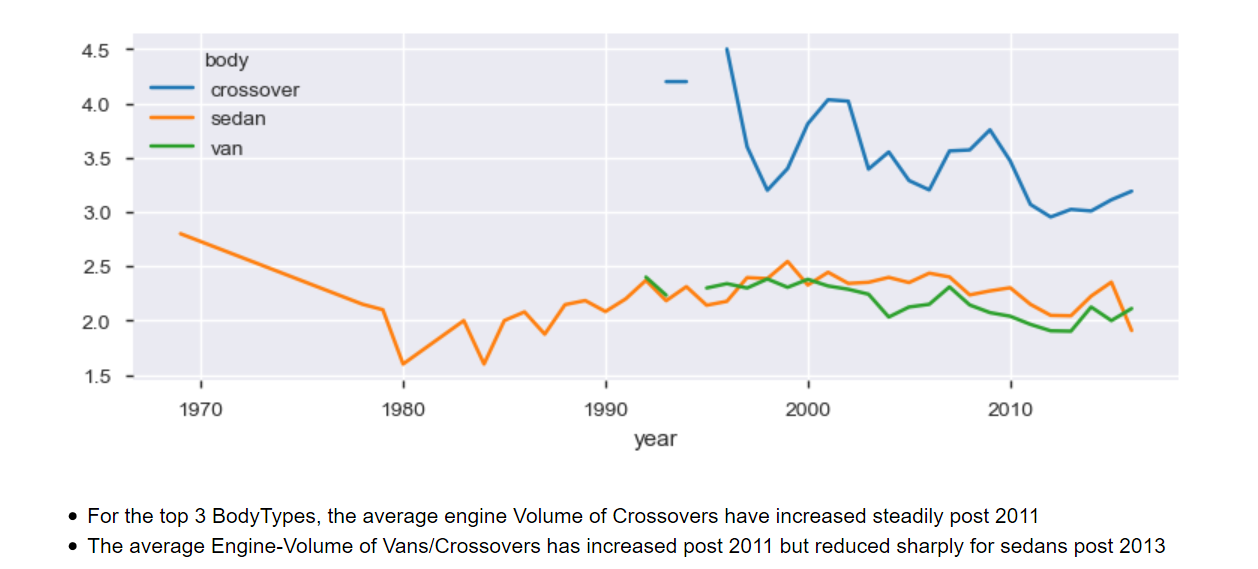 4.5
4.0
3.5
3.0
2.5
2.0
1.5
body
crossover
sedan
van
1970 1980 1990 2000 2010
year
• For the top 3 BodyTypes, the average engine Volume of Crossovers have increased steadily post 2011
• The average Engine-Volume of Vans/Crossovers has increased post 2011 but reduced sharply for sedans post 2013